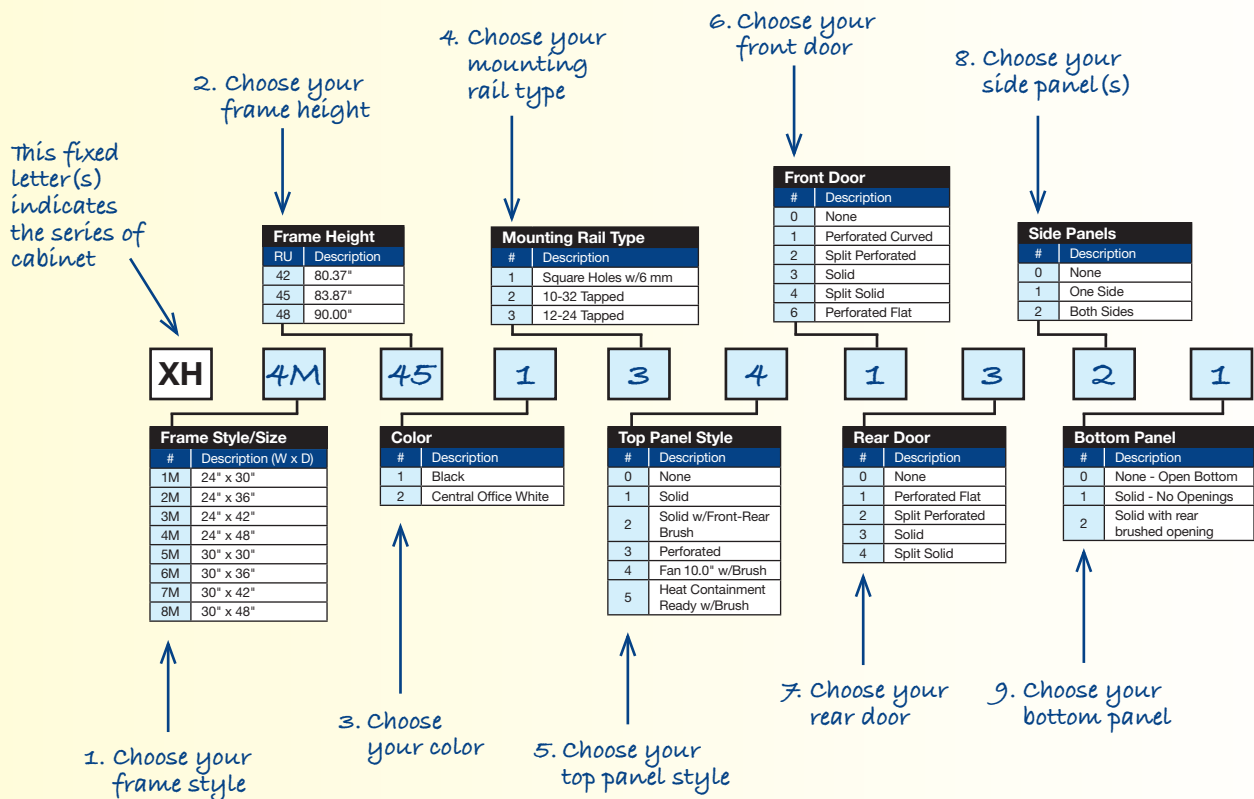 6. Choose your
front door
4. Choose your
mounting
rail type
8. Choose your
side panel(s)
2. Choose your
frame height
This fixed
letter(s)
indicates
the series of
cabinet
Front Door
# Description
0 None
1 Perforated Curved
2 Split Perforated
3 Solid
4 Split Solid
6 Perforated Flat
Frame Height
RU Description
42 80.37"
45 83.87"
48 90.00"
Mounting Rail Type
# Description
1 Square Holes w/6 mm
2 10-32 Tapped
3 12-24 Tapped
Side Panels
# Description
0 None
1 One Side
2 Both Sides
XH 4M 45 1 3 4 1 3 2 1
Frame Style/Size
# Description (W x D)
1M 24" x 30"
2M 24" x 36"
3M 24" x 42"
4M 24" x 48"
5M 30" x 30"
6M 30" x 36"
7M 30" x 42"
8M 30" x 48"
Color
# Description
1 Black
2 Central Office White
Top Panel Style
# Description
0 None
1 Solid
2 Solid w/Front-Rear
Brush
3 Perforated
4 Fan 10.0" w/Brush
5 Heat Containment
Ready w/Brush
Rear Door
# Description
0 None
1 Perforated Flat
2 Split Perforated
3 Solid
4 Split Solid
Bottom Panel
# Description
0 None - Open Bottom
1 Solid - No Openings
2 Solid with rear
brushed opening
1. Choose your
frame style
3. Choose
your color
5. Choose your
top panel style
7. Choose your
rear door
9. Choose your
bottom panel